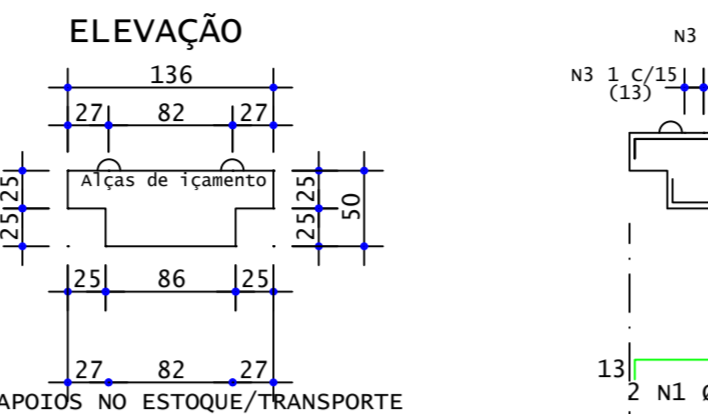 ELEVAÇÃO
N3
136
N3 1 C/15
(13)
27 82 27
Alças de içamento
25
25
25
25
50
25 86 25
27 82 27
13
APOIOS NO ESTOQUE/TRANSPORTE
2 N1